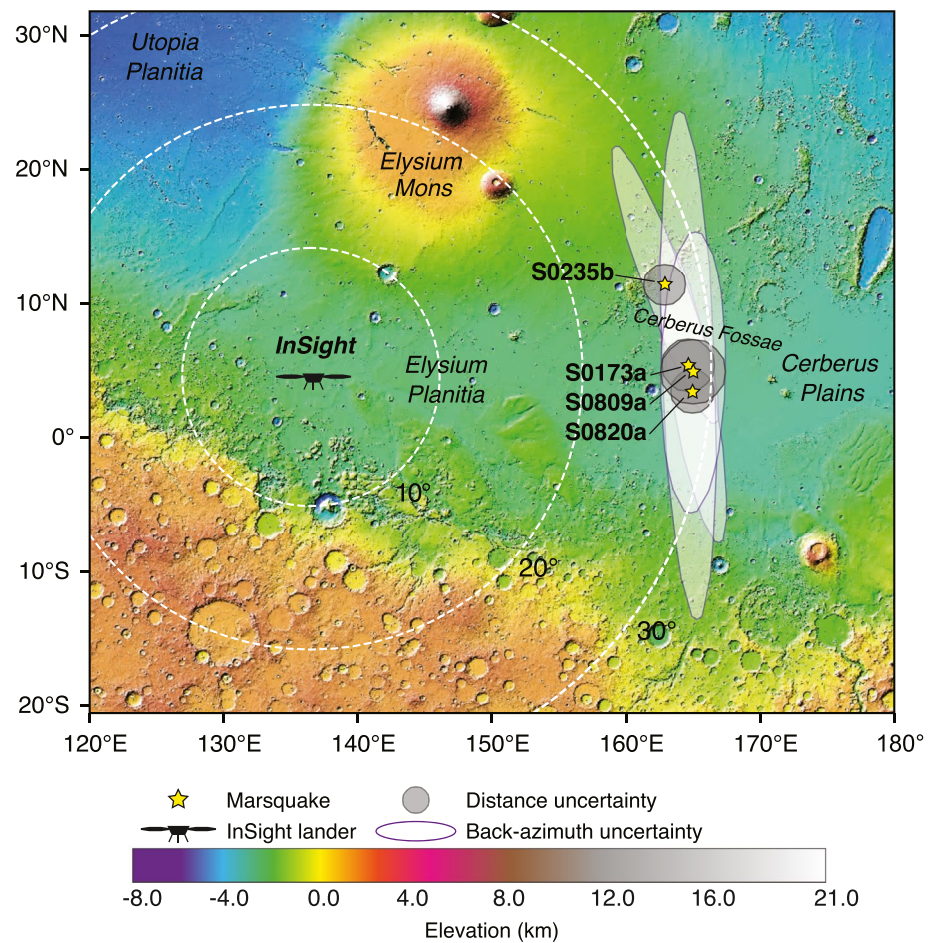 30°N
20°N
10°N
0°
10°S
20°S
Utopia
Planitia
Elysium
Mons
S0235b
Cerberus Fossae
InSight
Elysium
Planitia
Cerberus
Plains
S0173a
S0809a
S0820a
10°
20°
30°
120°E
130°E
140°E
150°E
160°E
170°E
180°
Marsquake
Distance uncertainty
InSight lander
Back-azimuth uncertainty
-8.0
-4.0
0.0
4.0
8.0
12.0
16.0
21.0
Elevation (km)